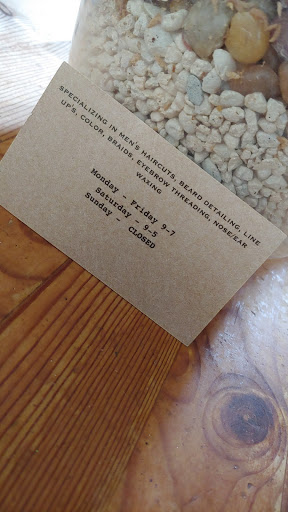 SPECIALIZING IN MEN'S HAIRCUTS, BEARD DETAILING, LINE
UP'S, COLOR, BRAIDS, EYEBROW THREADING, NOSE/EAR
WAXING
Monday - Friday 9-7
Saturday - 9-5
Sunday - CLOSED